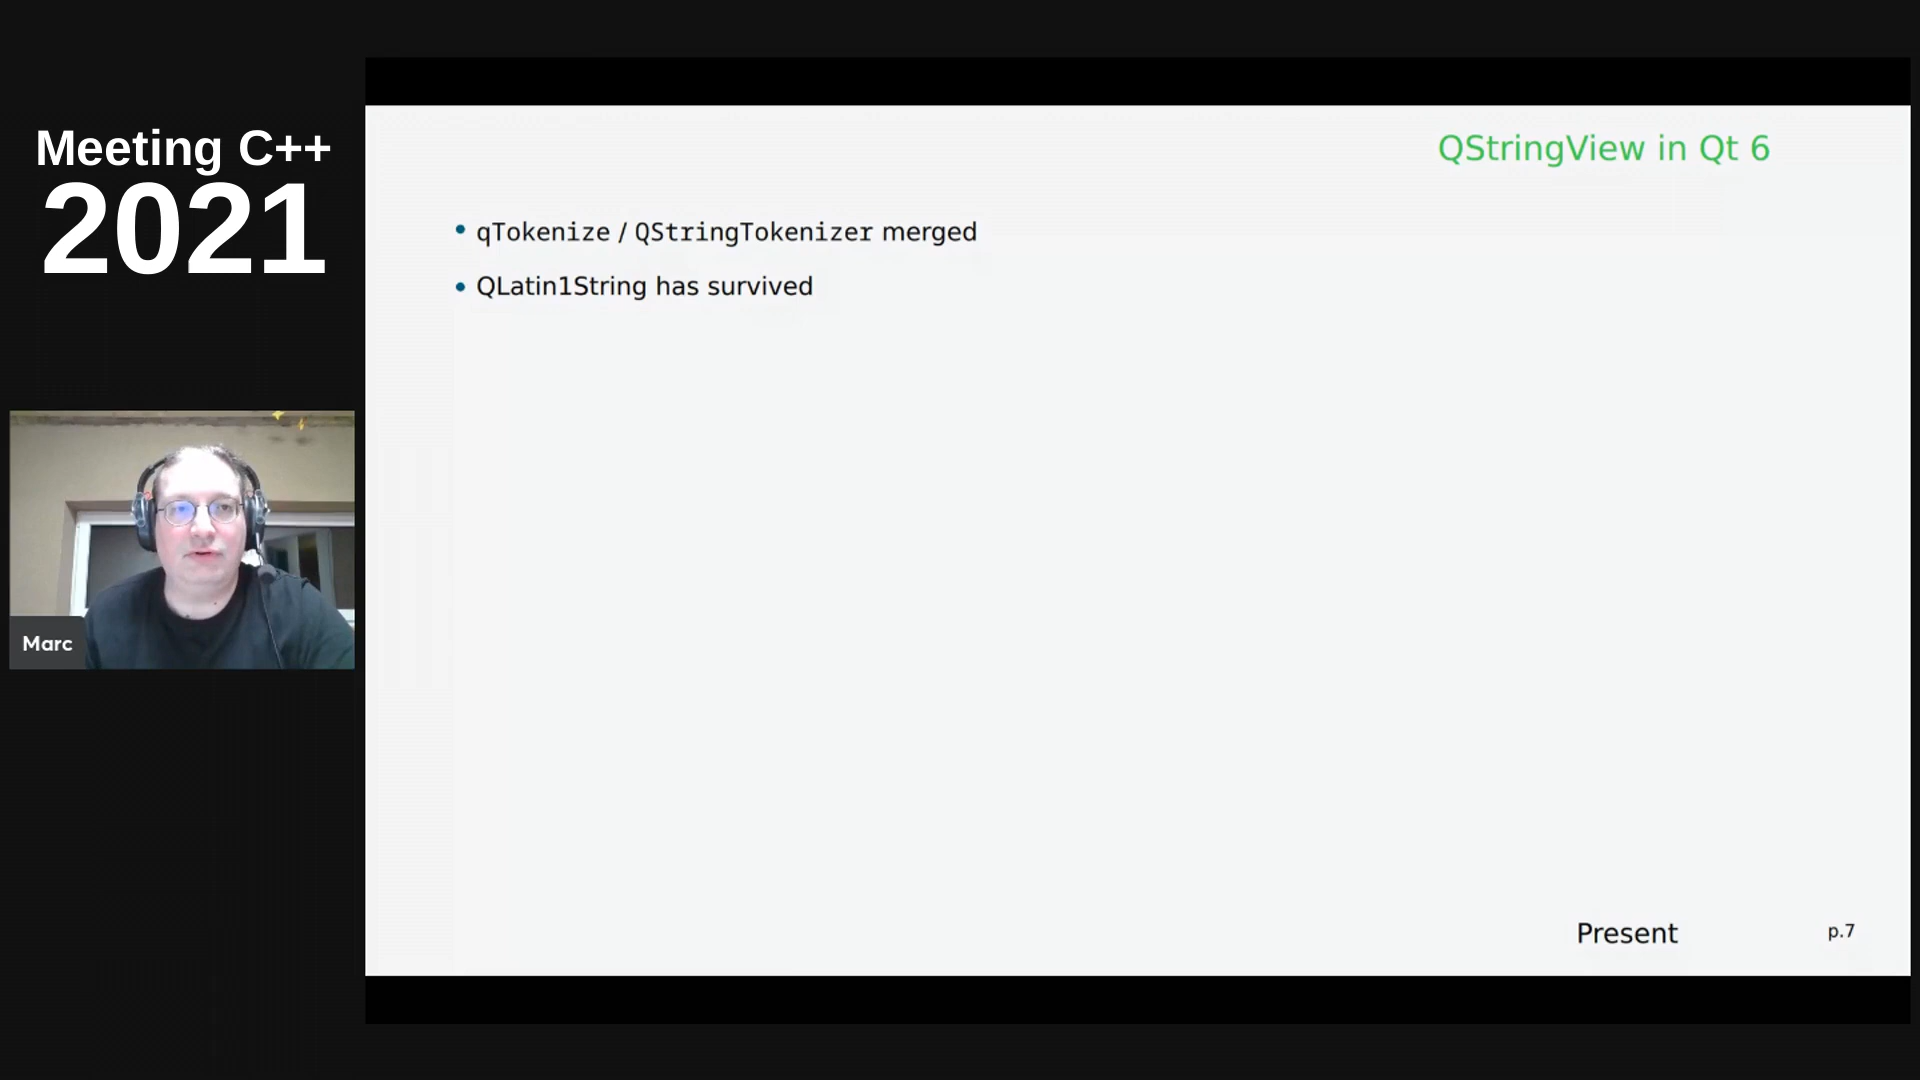 Meeting C++
2021
QStringView in Qt 6
• qTokenize / QStringTokenizer merged
• QLatin1String has survived
Marc
Present
p.7